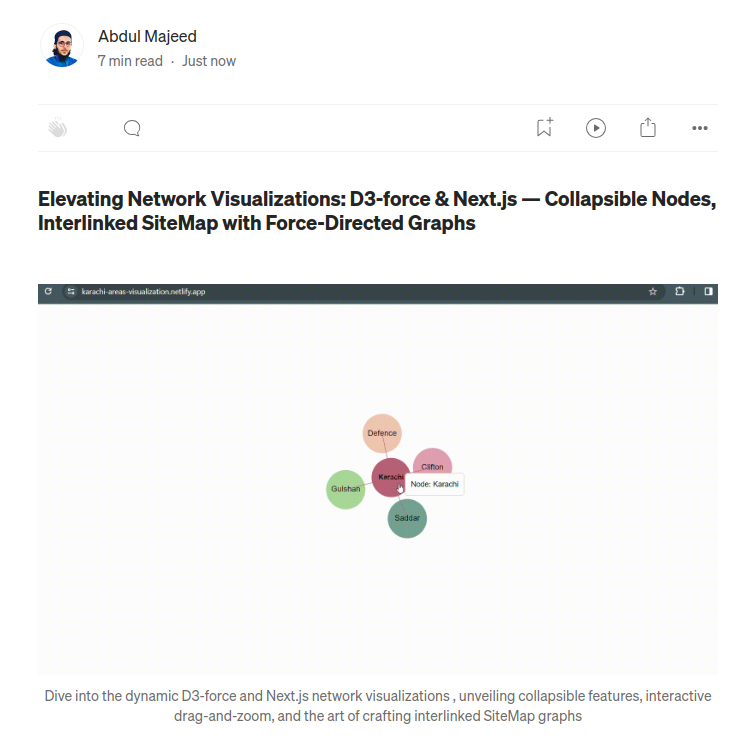 Abdul Majeed
7 min read · Just now
Elevating Network Visualizations: D3-force & Next.js — Collapsible Nodes,
Interlinked SiteMap with Force-Directed Graphs
karachi-areas-visualization.netlify.app
Defence
Clifton
Karachi
Node: Karachi
Gulshan
Saddar
Dive into the dynamic D3-force and Next.js network visualizations , unveiling collapsible features, interactive
drag-and-zoom, and the art of crafting interlinked SiteMap graphs